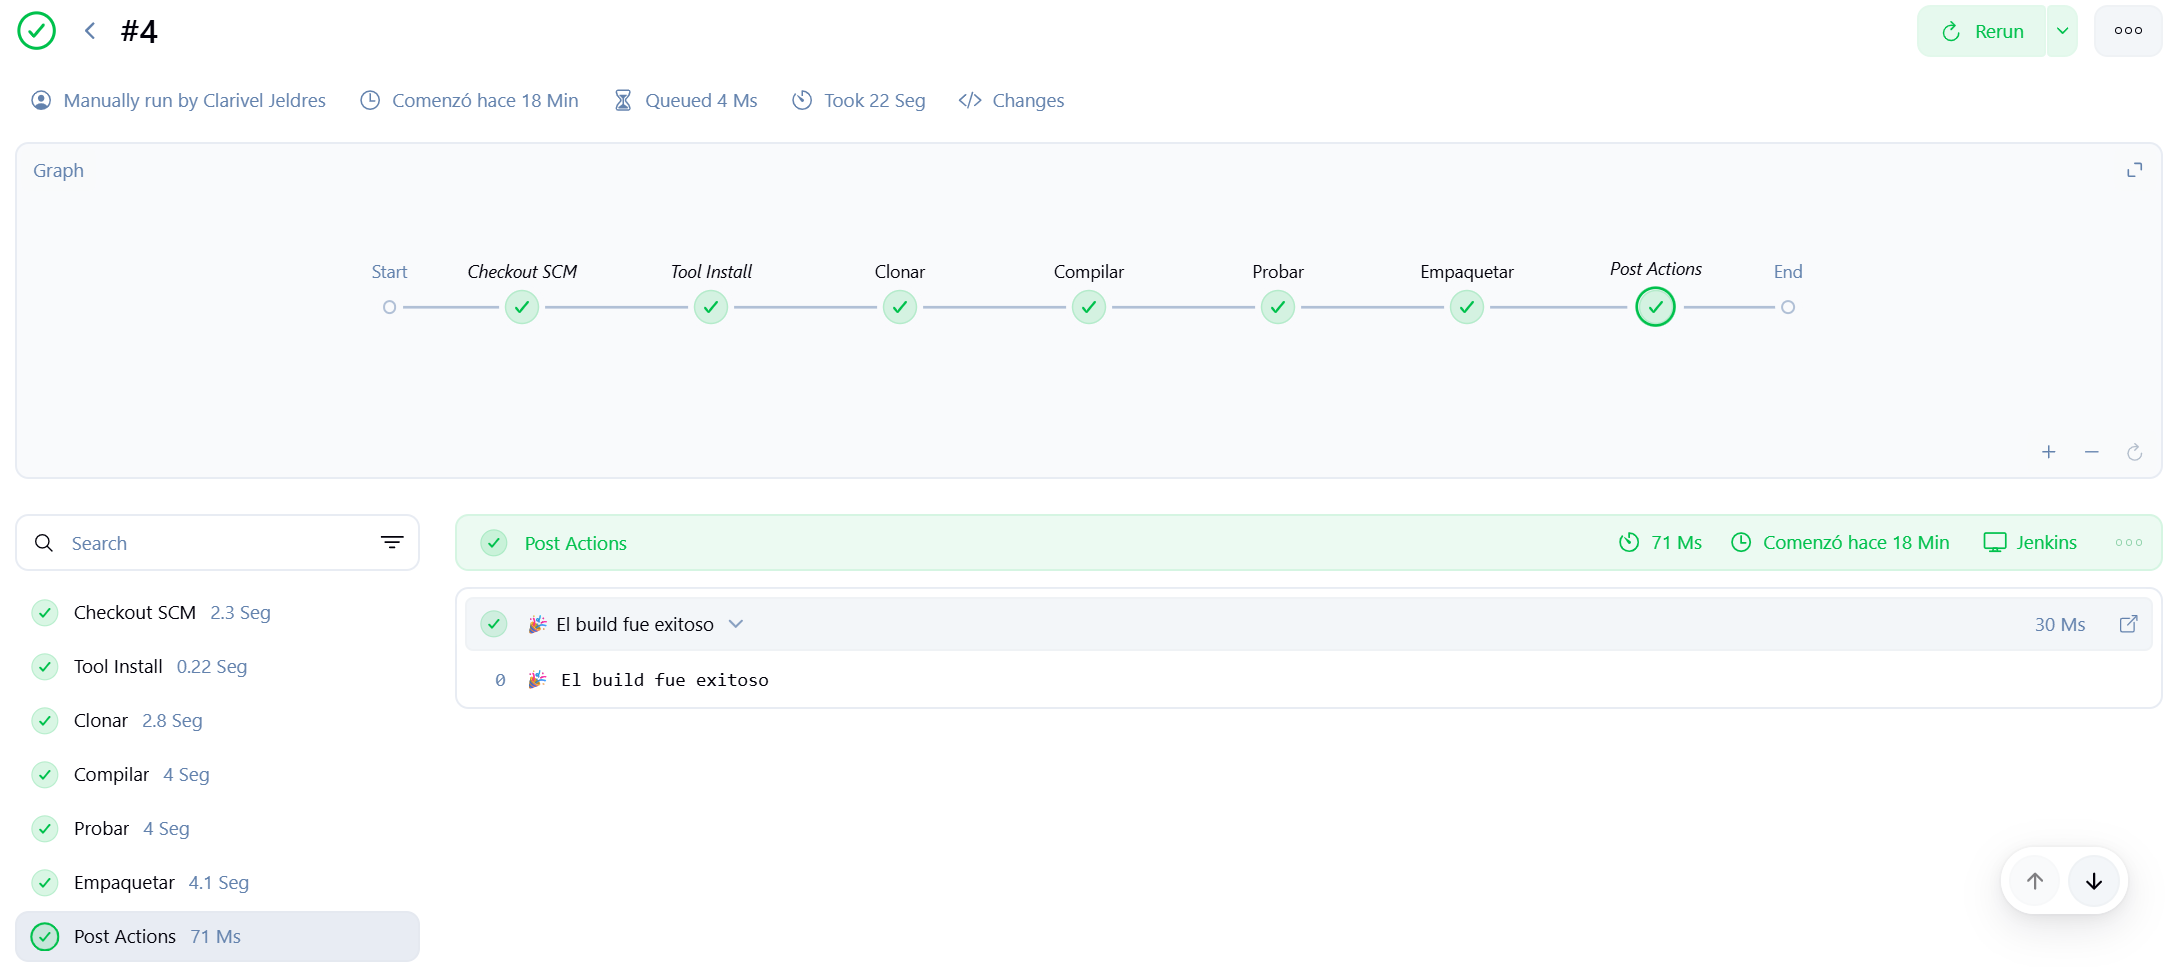 #4
Rerun
Manually run by Clarivel Jeldres
Comenzó hace 18 Min
Queued 4 Ms
Took 22 Seg
Changes
Graph
Start
Checkout SCM
Tool Install
Clonar
Compilar
Probar
Empaquetar
Post Actions
End
Search
Checkout SCM 2.3 Seg
Tool Install 0.22 Seg
Clonar 2.8 Seg
Compilar 4 Seg
Probar 4 Seg
Empaquetar 4.1 Seg
Post Actions 71 Ms
Post Actions
71 Ms
Comenzó hace 18 Min
Jenkins
🎉 El build fue exitoso
30 Ms
0 🎉 El build fue exitoso